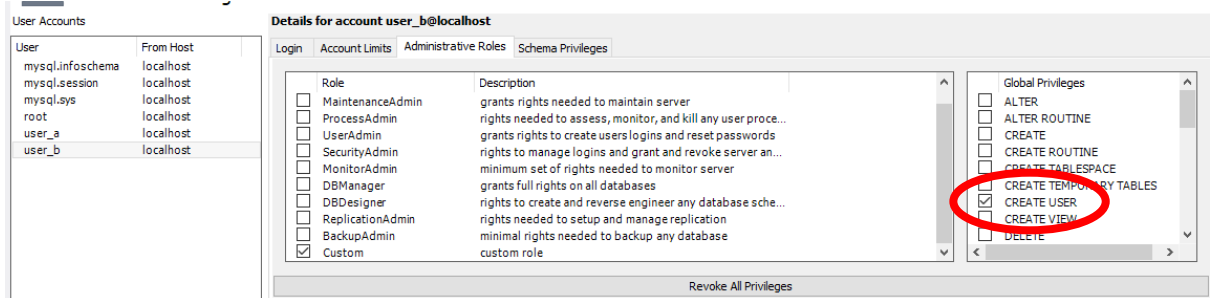 User Accounts
User From Host
mysql.infoschema localhost
mysql.session localhost
mysql.sys localhost
root localhost
user_a localhost
user_b localhost
Details for account user_b@localhost
Login Account Limits Administrative Roles Schema Privileges
Role Description
MaintenanceAdmin grants rights needed to maintain server
ProcessAdmin rights needed to assess, monitor, and kill any user proce...
UserAdmin grants rights to create users logins and reset passwords
SecurityAdmin rights to manage logins and grant and revoke server an...
MonitorAdmin minimum set of rights needed to monitor server
DBManager grants full rights on all databases
DBDesigner rights to create and reverse engineer any database sche...
ReplicationAdmin rights needed to setup and manage replication
BackupAdmin minimal rights needed to backup any database
Custom custom role
Global Privileges
ALTER
ALTER ROUTINE
CREATE
CREATE ROUTINE
CREATE TABLESPACE
CREATE TEMPORARY TABLES
CREATE USER
CREATE VIEW
DELETE
Revoke All Privileges